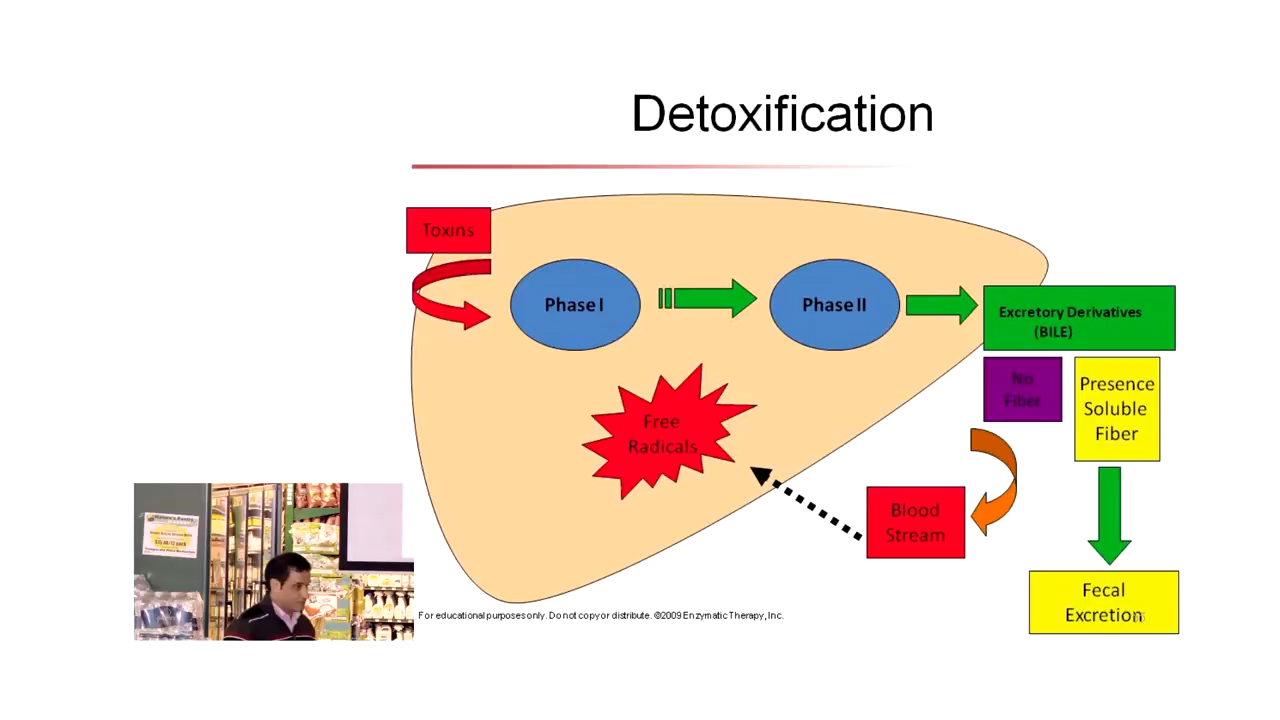 Detoxification
Toxins
Phase I
Phase II
Excretory Derivatives
(BILE)
No
Fiber
Presence
Soluble
Fiber
Free
Radicals
Blood
Stream
Fecal
Excretion
For educational purposes only. Do not copy or distribute. ©2009 Enzymatic Therapy, Inc.